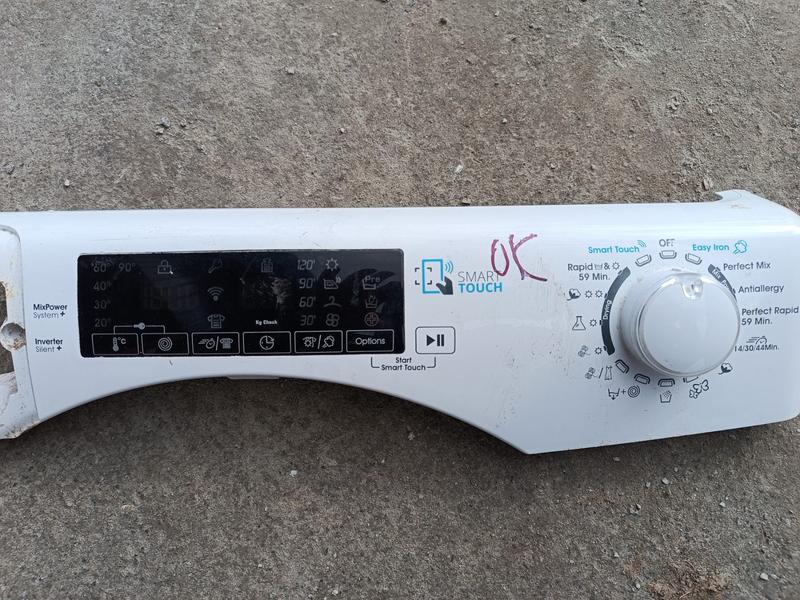 MixPower
System +
Inverter
Silent +
60° 90°
40°
30°
20°
120'
90'
60'
30'
Pre
Kg Check
°C
Options
Start
Smart Touch
SMART
TOUCH
OK
Smart Touch
OFF
Easy Iron
Rapid &
59 Min.
Drying
Perfect Mix
Antiallergy
Perfect Rapid
59 Min.
14/30/44Min.